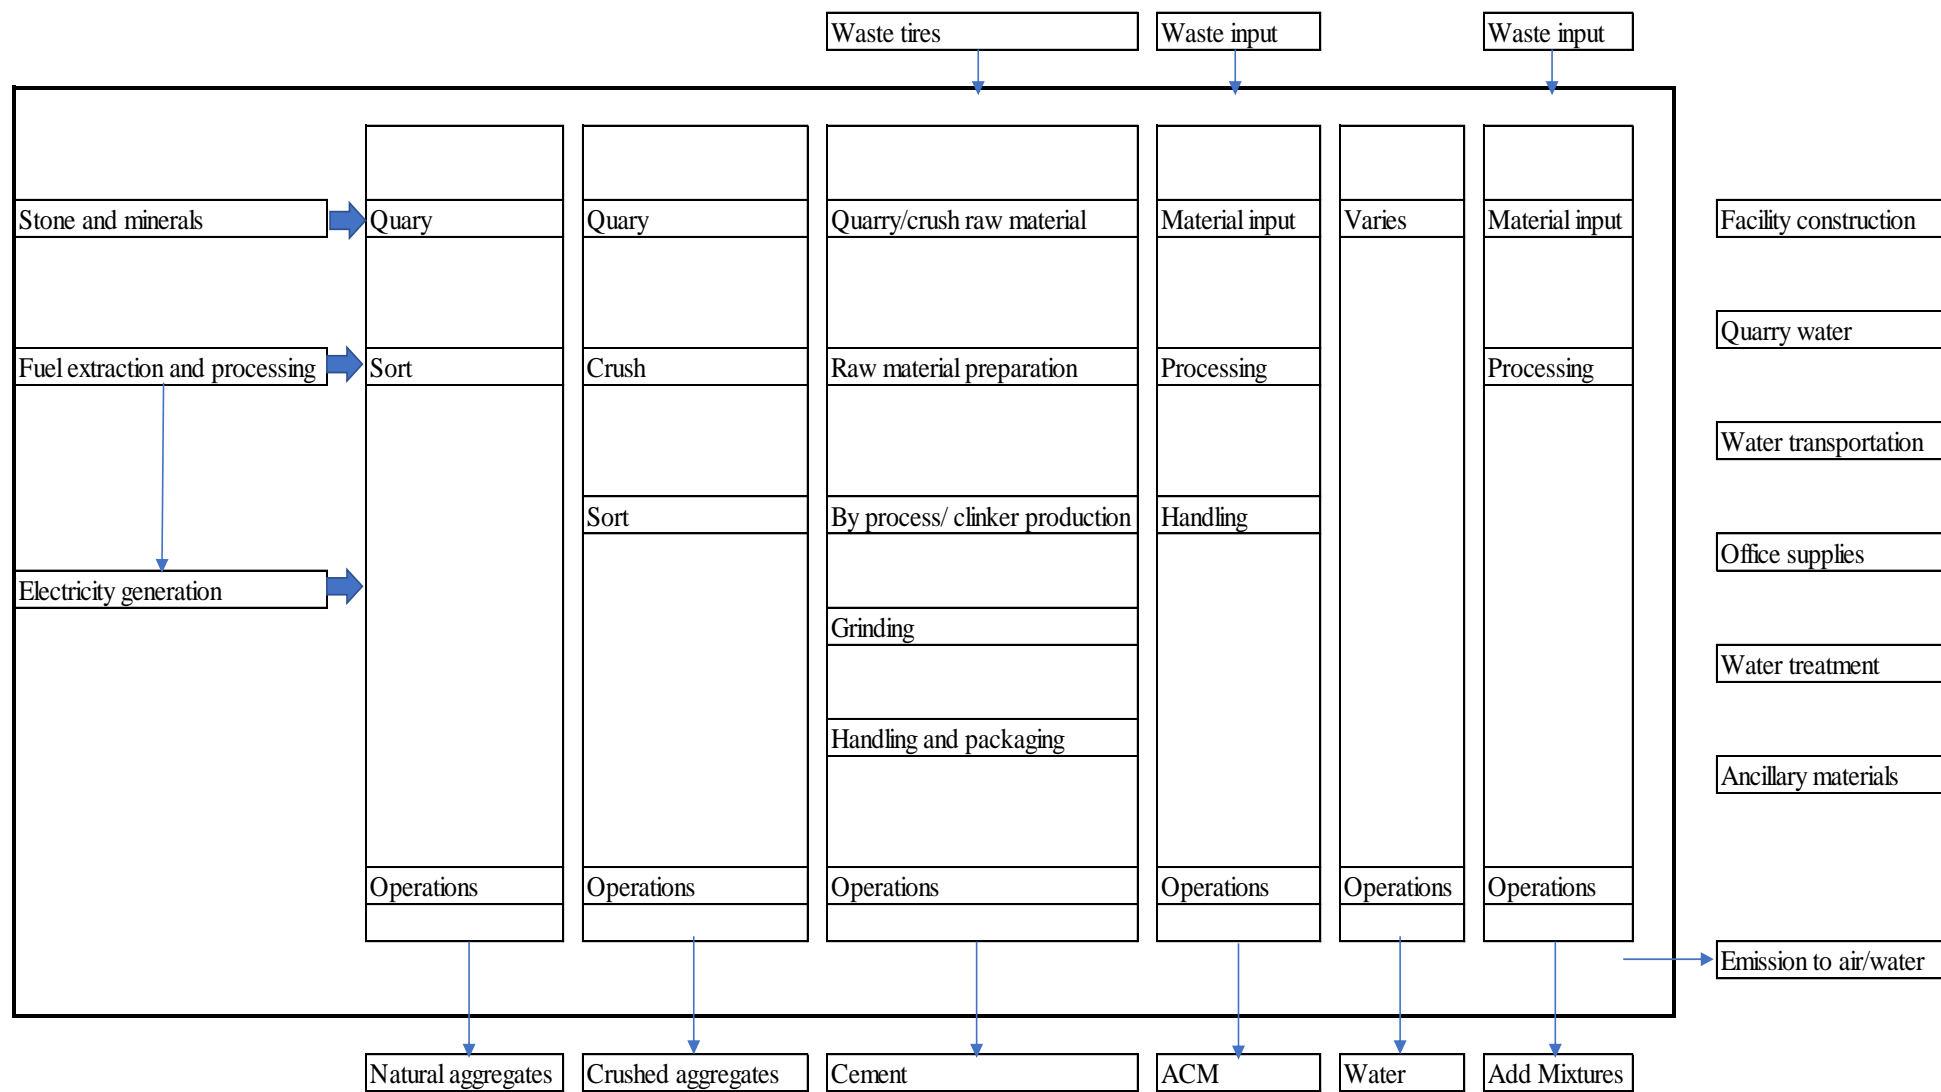 Waste tires
Waste input
Waste input
Stone and minerals
Quary
Quary
Quarry/crush raw material
Material input
Varies
Material input
Facility construction
Quarry water
Fuel extraction and processing
Sort
Crush
Raw material preparation
Processing
Processing
Water transportation
Sort
By process/ clinker production
Handling
Office supplies
Electricity generation
Grinding
Water treatment
Handling and packaging
Ancillary materials
Operations
Operations
Operations
Operations
Operations
Operations
Emission to air/water
Natural aggregates
Crushed aggregates
Cement
ACM
Water
Add Mixtures